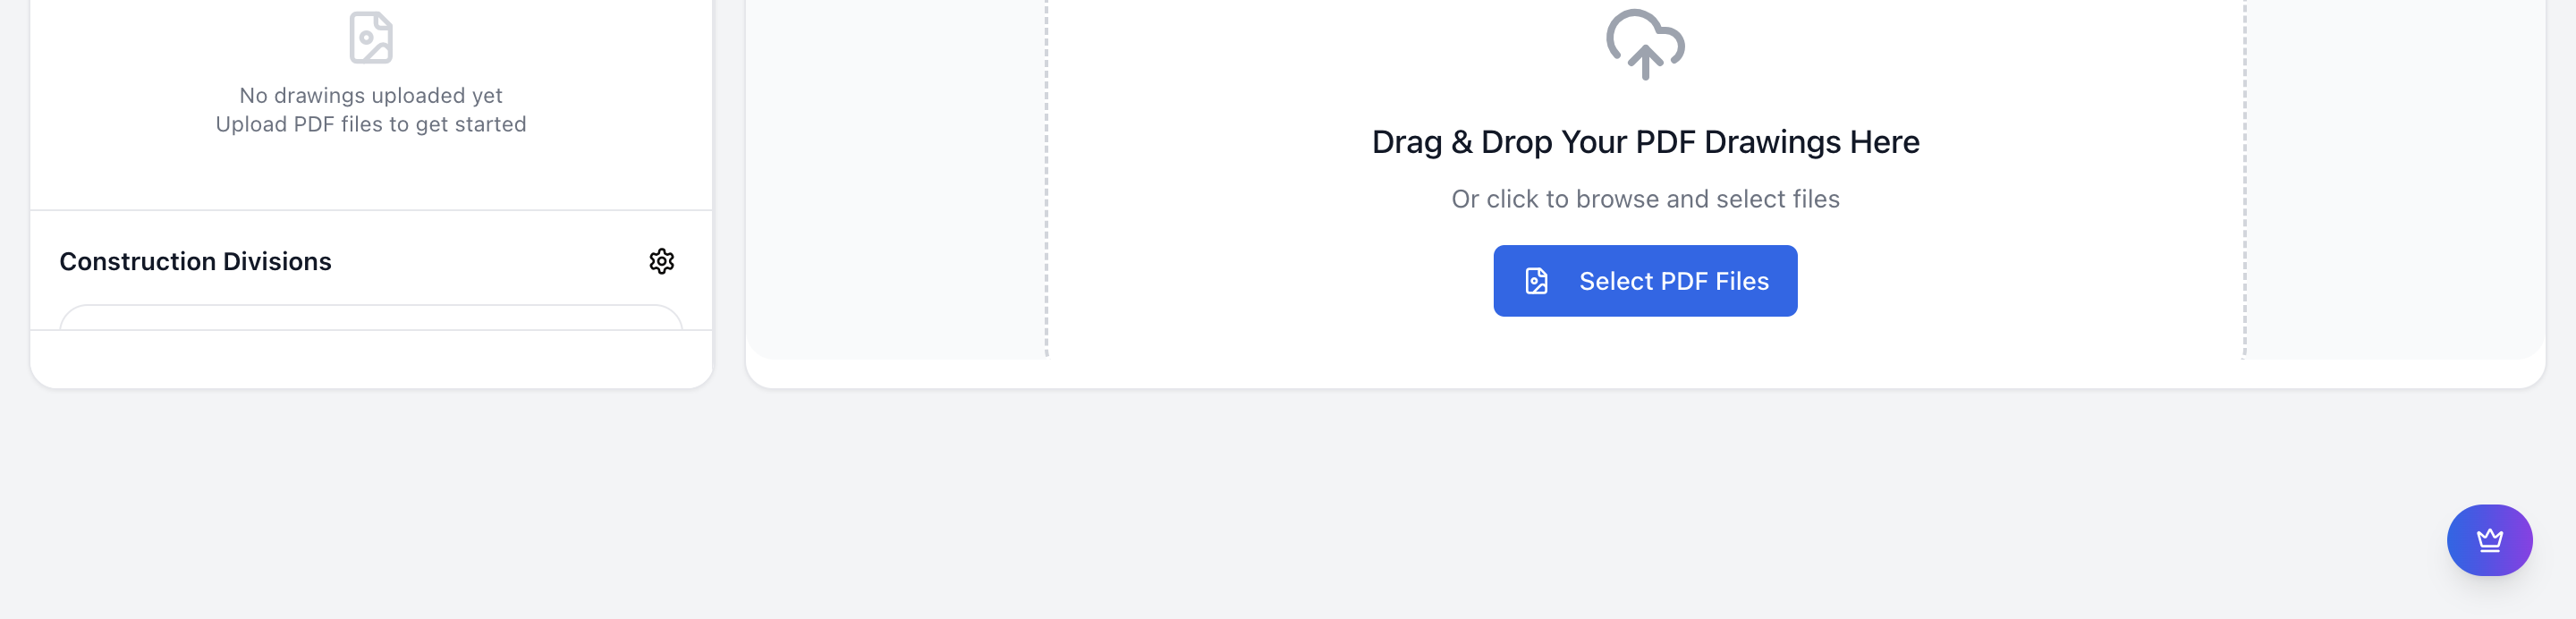 No drawings uploaded yet
Upload PDF files to get started
Construction Divisions
Drag & Drop Your PDF Drawings Here
Or click to browse and select files
Select PDF Files